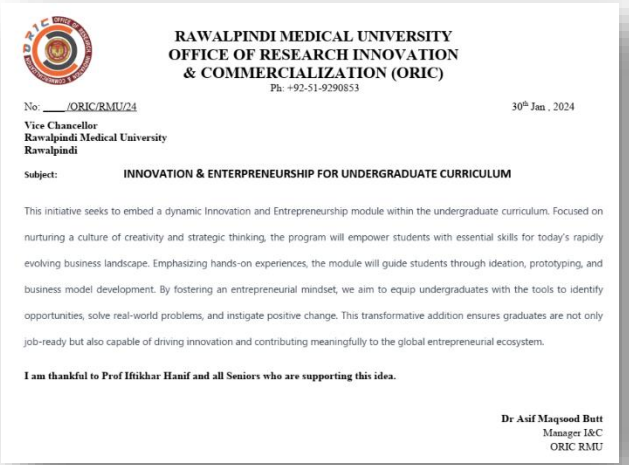 ORIC OFFICE OF RESEARCH, INNOVATION & COMMERCIALIZATION
RAWALPINDI MEDICAL UNIVERSITY
OFFICE OF RESEARCH INNOVATION
& COMMERCIALIZATION (ORIC)
Ph: +92-51-9290853
No: ____/ORIC/RMU/24 30th Jan , 2024
Vice Chancellor
Rawalpindi Medical University
Rawalpindi
Subject: INNOVATION & ENTERPRENEURSHIP FOR UNDERGRADUATE CURRICULUM
This initiative seeks to embed a dynamic Innovation and Entrepreneurship module within the undergraduate curriculum. Focused on
nurturing a culture of creativity and strategic thinking, the program will empower students with essential skills for today's rapidly
evolving business landscape. Emphasizing hands-on experiences, the module will guide students through ideation, prototyping, and
business model development. By fostering an entrepreneurial mindset, we aim to equip undergraduates with the tools to identify
opportunities, solve real-world problems, and instigate positive change. This transformative addition ensures graduates are not only
job-ready but also capable of driving innovation and contributing meaningfully to the global entrepreneurial ecosystem.
I am thankful to Prof Iftikhar Hanif and all Seniors who are supporting this idea.
Dr Asif Maqsood Butt
Manager I&C
ORIC RMU